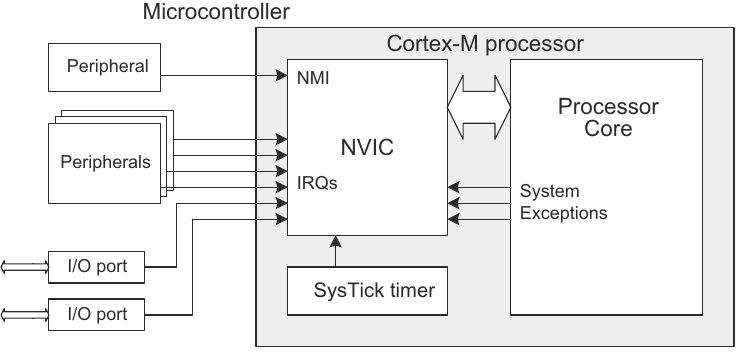 Microcontroller
Cortex-M processor
Peripheral
NMI
Processor
Core
NVIC
Peripherals
IRQs
System
Exceptions
I/O port
SysTick timer
I/O port